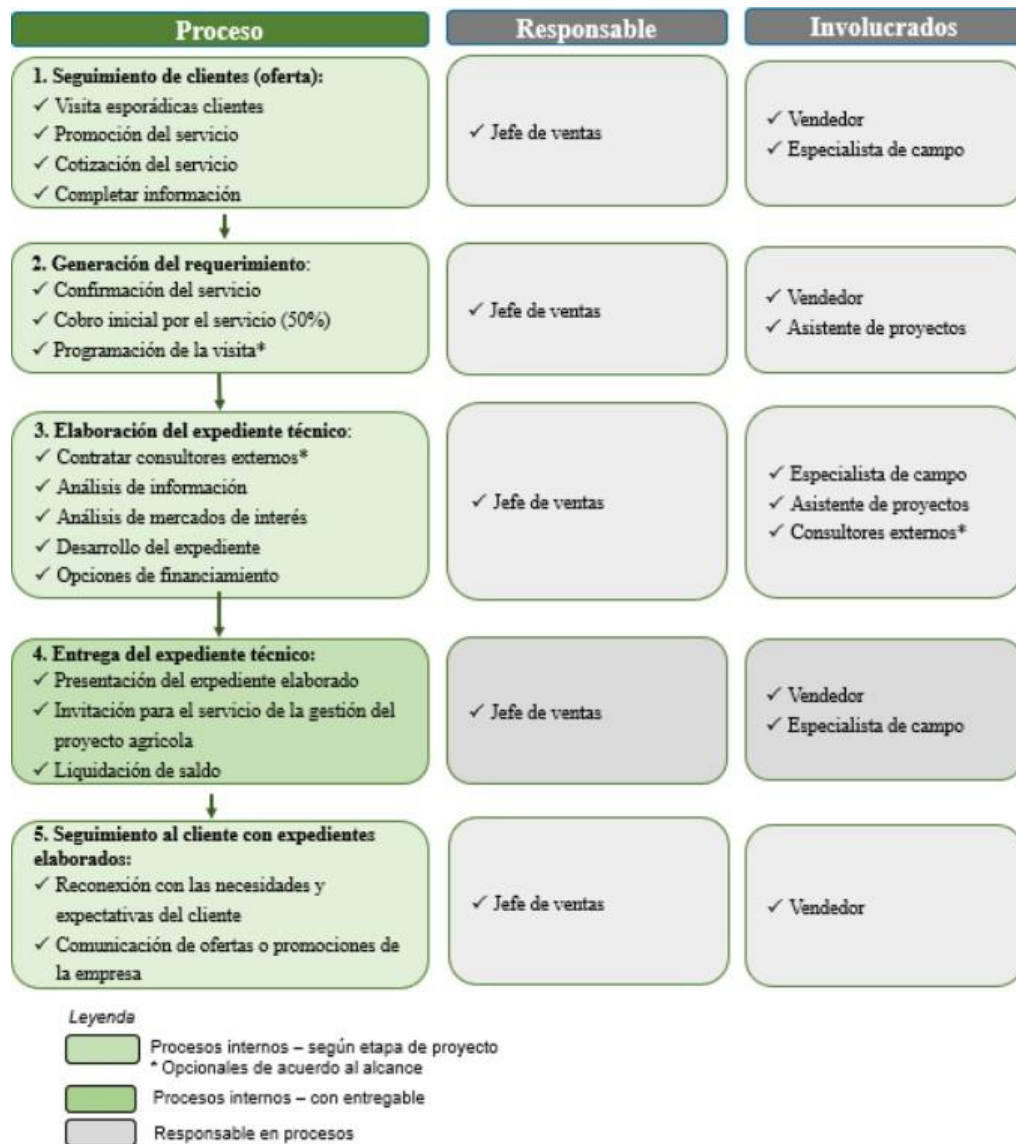 Proceso
Responsable
Involucrados
1. Seguimiento de clientes (oferta):
✓ Visita esporádicas clientes
✓ Promoción del servicio
✓ Cotización del servicio
✓ Completar información
✓ Jefe de ventas
✓ Vendedor
✓ Especialista de campo
2. Generación del requerimiento:
✓ Confirmación del servicio
✓ Cobro inicial por el servicio (50%)
✓ Programación de la visita*
✓ Jefe de ventas
✓ Vendedor
✓ Asistente de proyectos
3. Elaboración del expediente técnico:
✓ Contratar consultores externos*
✓ Análisis de información
✓ Análisis de mercados de interés
✓ Desarrollo del expediente
✓ Opciones de financiamiento
✓ Jefe de ventas
✓ Especialista de campo
✓ Asistente de proyectos
✓ Consultores externos*
4. Entrega del expediente técnico:
✓ Presentación del expediente elaborado
✓ Invitación para el servicio de la gestión del
proyecto agrícola
✓ Liquidación de saldo
✓ Jefe de ventas
✓ Vendedor
✓ Especialista de campo
5. Seguimiento al cliente con expedientes
elaborados:
✓ Reconexión con las necesidades y
expectativas del cliente
✓ Comunicación de ofertas o promociones de
la empresa
✓ Jefe de ventas
✓ Vendedor
Leyenda
Procesos internos – según etapa de proyecto
* Opcionales de acuerdo al alcance
Procesos internos – con entregable
Responsable en procesos